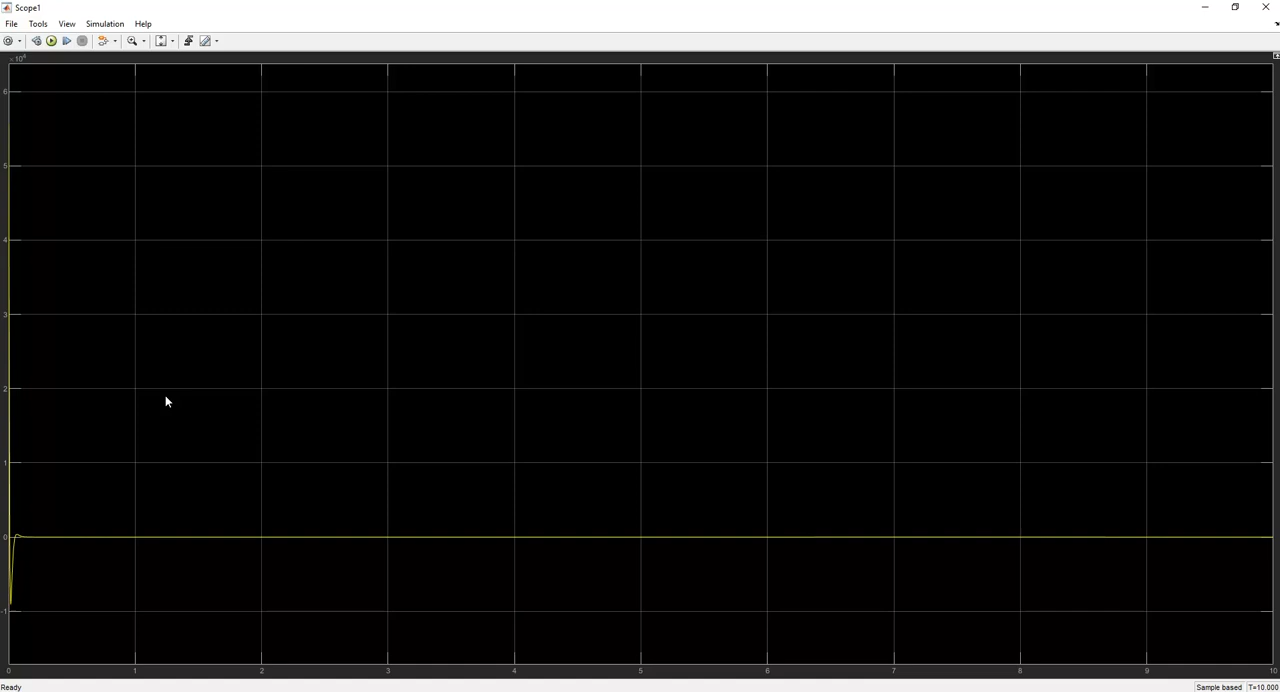 Scope1
File Tools View Simulation Help
6
5
4
3
2
1
0
-1
0 1 2 3 4 5 6 7 8 9 10
Ready Sample based T=10.000